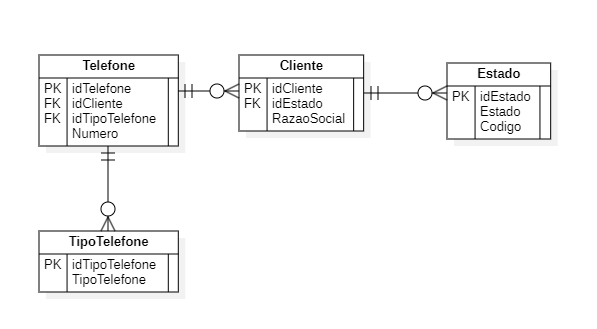 Telefone
PK idTelefone
FK idCliente
FK idTipoTelefone
Numero
Cliente
PK idCliente
FK idEstado
RazaoSocial
Estado
PK idEstado
Estado
Codigo
TipoTelefone
PK idTipoTelefone
TipoTelefone